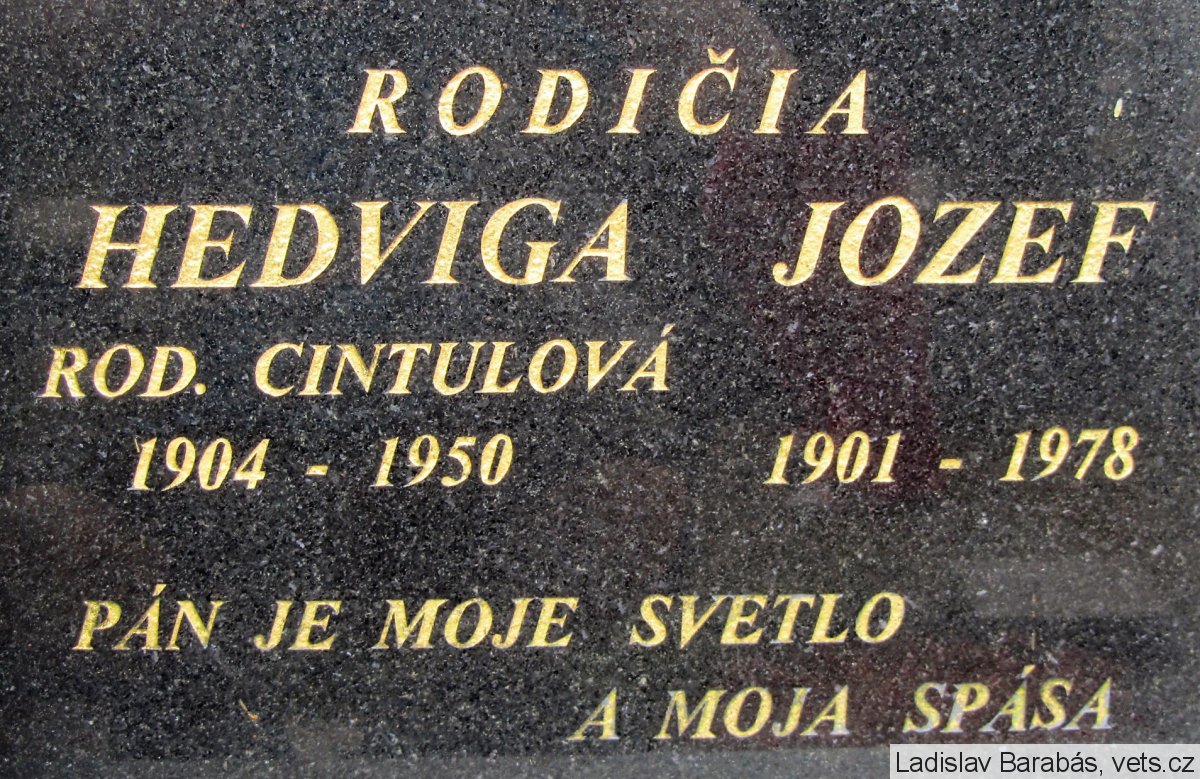 RODIČIA
HEDVIGA JOZEF
ROD. CINTULOVÁ
1904 - 1950 1901 - 1978
PÁN JE MOJE SVETLO
A MOJA SPÁSA
Ladislav Barabás, vets.cz